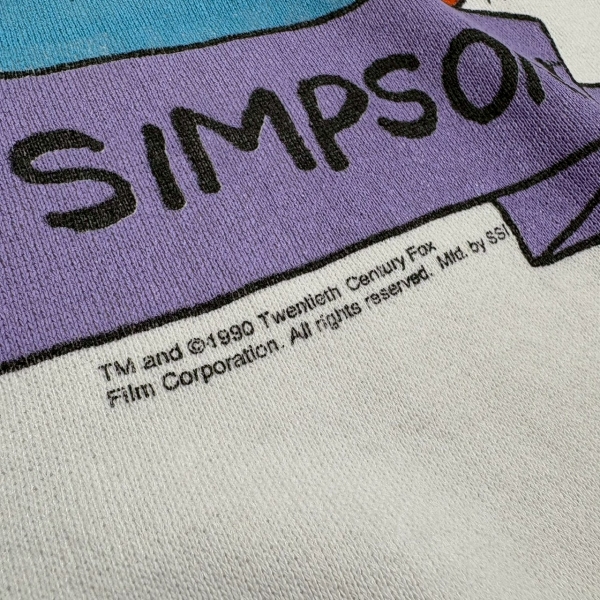 SIMPSON
TM and ©1990 Twentieth Century Fox
Film Corporation. All rights reserved. Mfd. by SSI